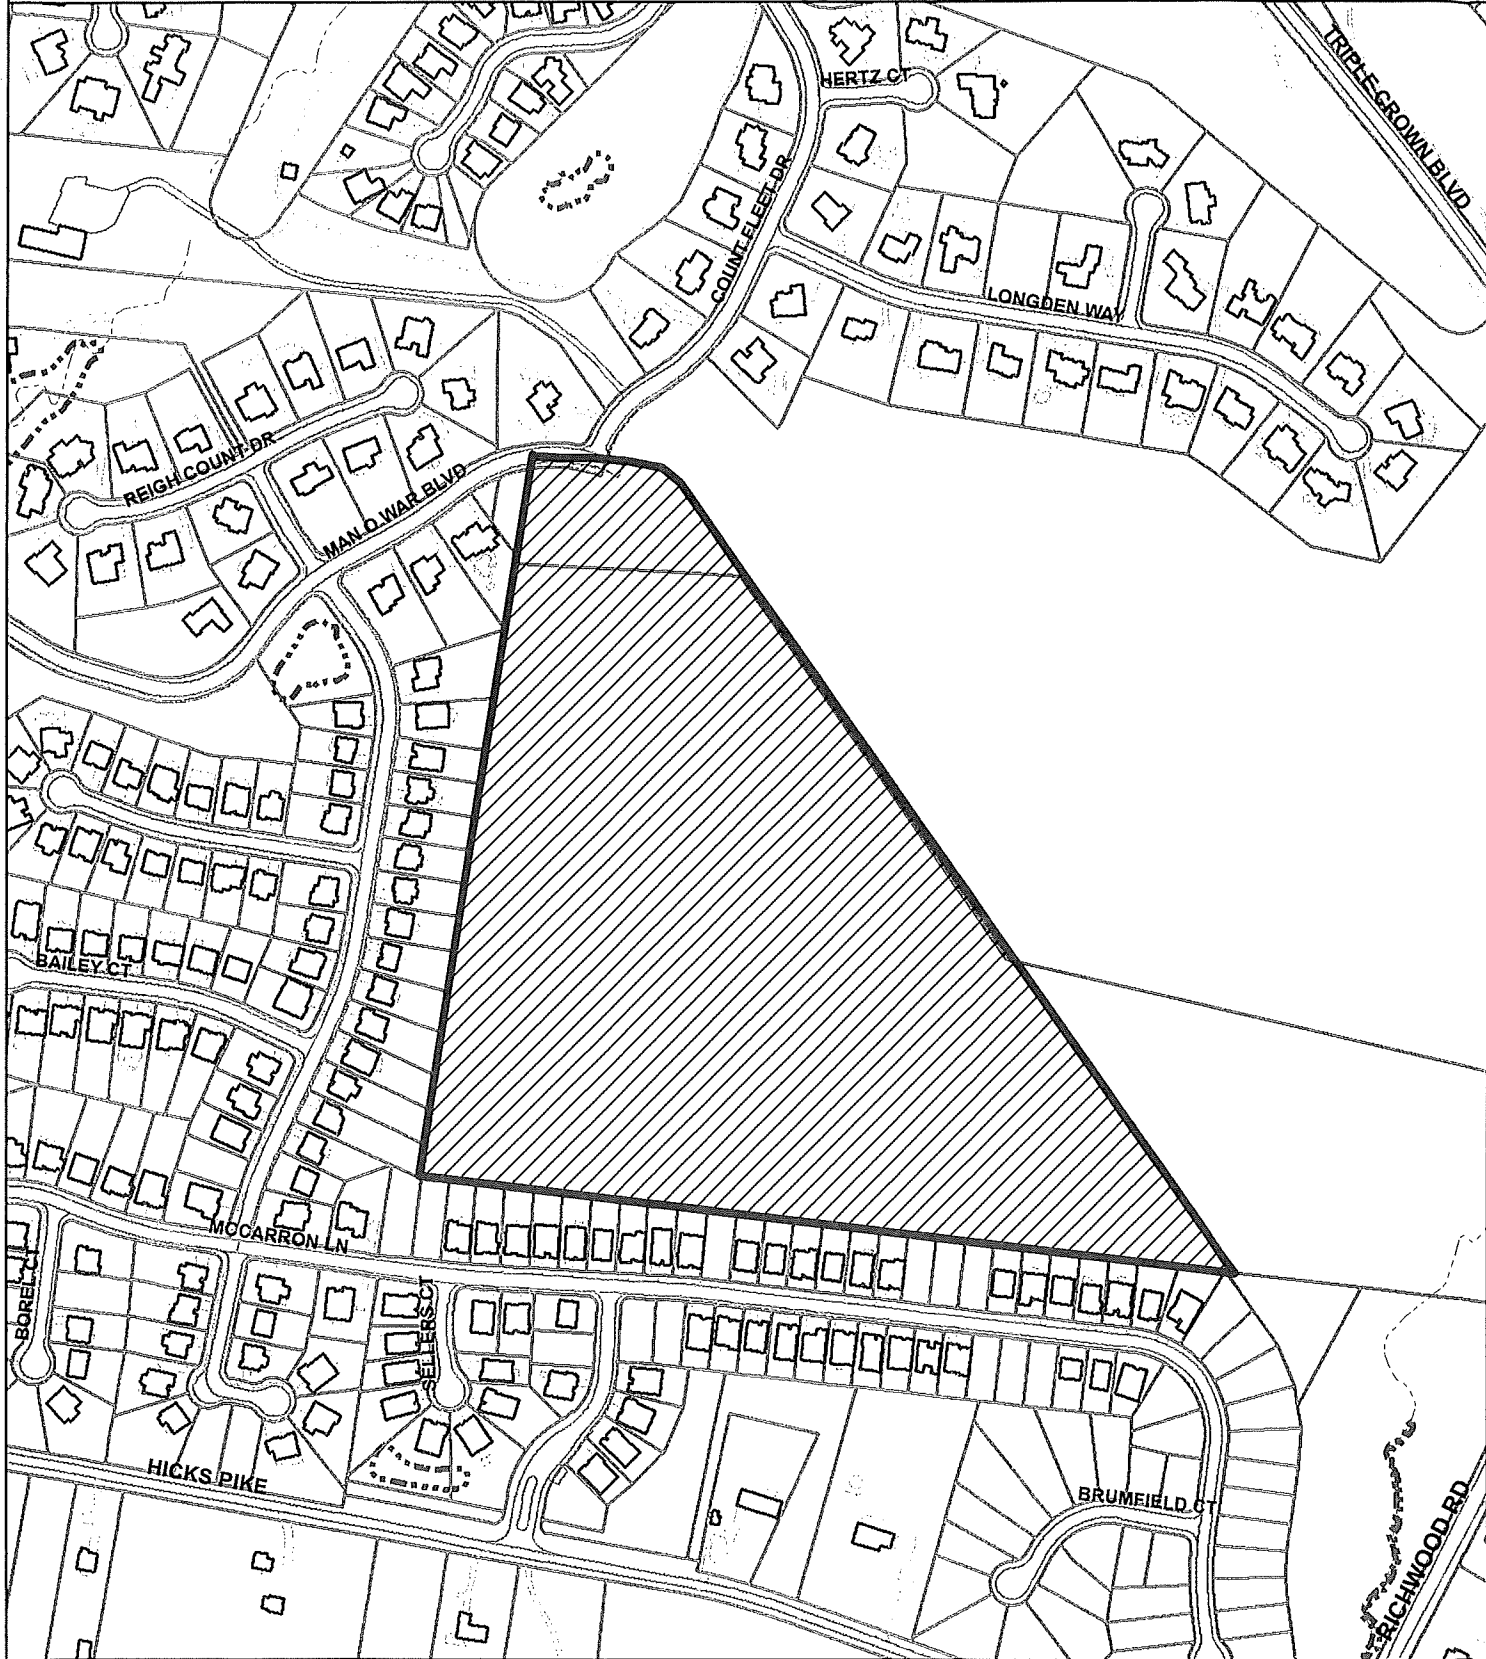 TRIPLE CROWN BLVD
HERTZ CT
COUNT FLEET DR
LONGDEN WAY
REIGH COUNT DR
MAN O WAR BLVD
BAILEY CT
MCCARRON LN
BOREL CT
SELLERS CT
HICKS PIKE
BRUMFIELD CT
RICHWOOD RD